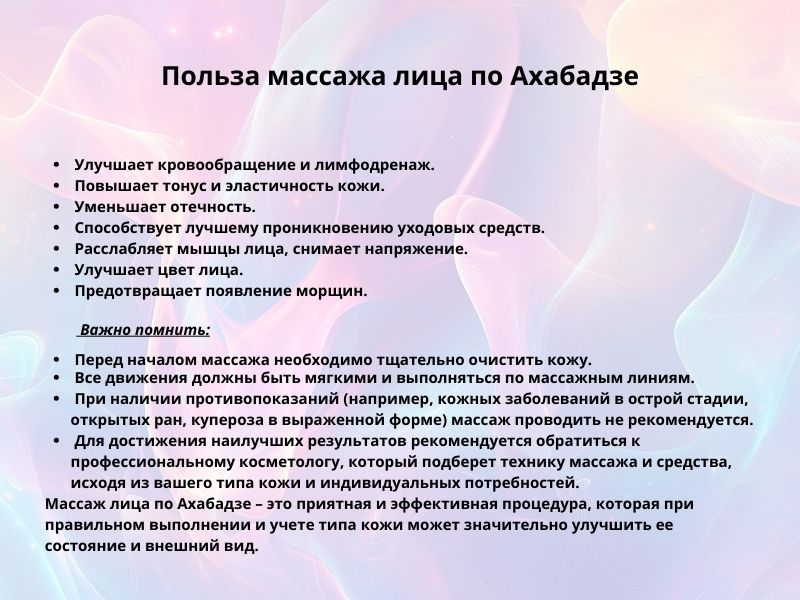 Польза массажа лица по Ахабадзе
• Улучшает кровообращение и лимфодренаж.
• Повышает тонус и эластичность кожи.
• Уменьшает отечность.
• Способствует лучшему проникновению уходовых средств.
• Расслабляет мышцы лица, снимает напряжение.
• Улучшает цвет лица.
• Предотвращает появление морщин.
Важно помнить:
• Перед началом массажа необходимо тщательно очистить кожу.
• Все движения должны быть мягкими и выполняться по массажным линиям.
• При наличии противопоказаний (например, кожных заболеваний в острой стадии,
открытых ран, купероза в выраженной форме) массаж проводить не рекомендуется.
• Для достижения наилучших результатов рекомендуется обратиться к
профессиональному косметологу, который подберет технику массажа и средства,
исходя из вашего типа кожи и индивидуальных потребностей.
Массаж лица по Ахабадзе – это приятная и эффективная процедура, которая при
правильном выполнении и учете типа кожи может значительно улучшить ее
состояние и внешний вид.